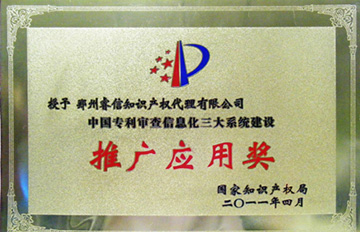 授予 郑州睿信知识产权代理有限公司
中国专利审查信息化三大系统建设
推广应用奖
国家知识产权局
二〇一一年四月